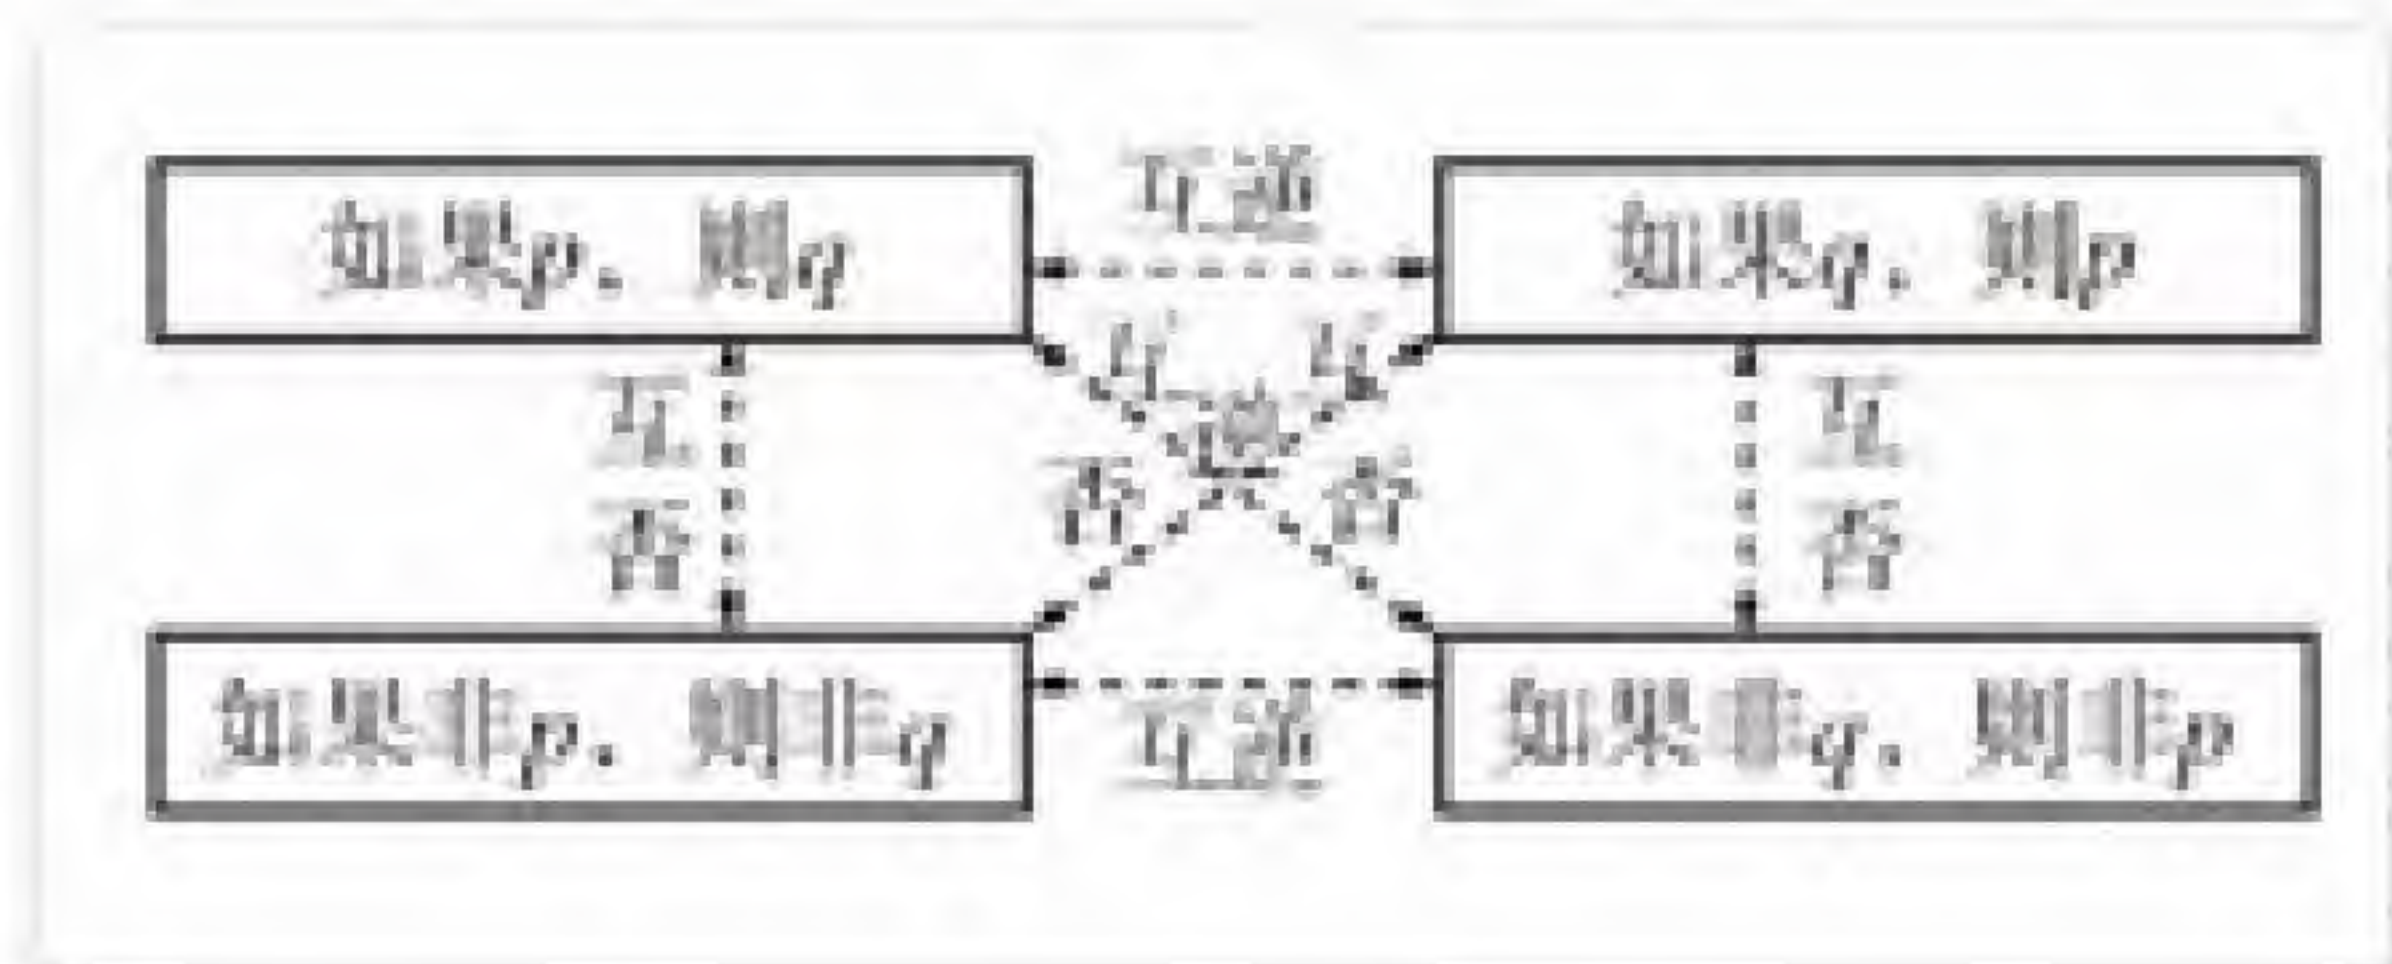 互逆
如果p，则q
如果q，则p
互 互
互 逆 互
否 否 否 否
如果非p，则非q
如果非q，则非p
互逆